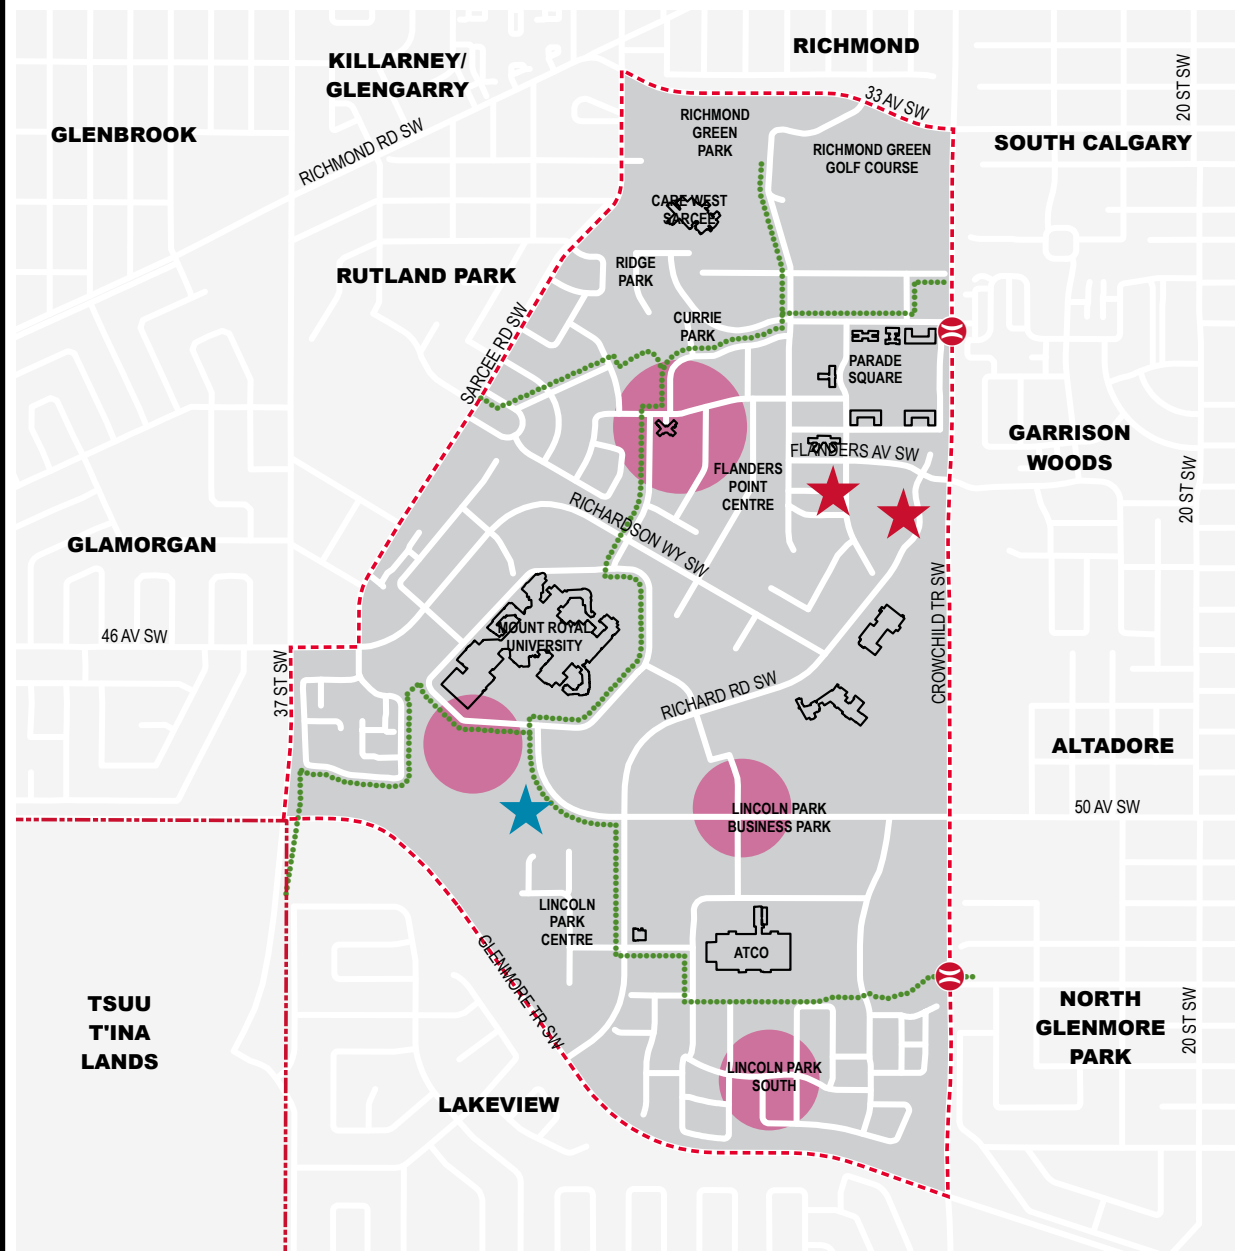 RICHMOND
KILLARNEY/
GLENGARRY
20 ST SW
33 AV SW
GLENBROOK
RICHMOND RD SW
RICHMOND
GREEN
PARK
RICHMOND GREEN
GOLF COURSE
SOUTH CALGARY
CARE WEST
SARCEE
RUTLAND PARK
RIDGE
PARK
CURRIE
PARK
SARCEE RD SW
PARADE
SQUARE
GARRISON
WOODS
FLANDERS AV SW
FLANDERS
POINT
CENTRE
20 ST SW
RICHARDSON WY SW
GLAMORGAN
CROWCHILD TR SW
46 AV SW
MOUNT ROYAL
UNIVERSITY
37 ST SW
RICHARD RD SW
ALTADORE
LINCOLN PARK
BUSINESS PARK
50 AV SW
LINCOLN
PARK
CENTRE
ATCO
GLENMORE TR SW
TSUU
T'INA
LANDS
NORTH
GLENMORE
PARK
20 ST SW
LINCOLN PARK
SOUTH
LAKEVIEW